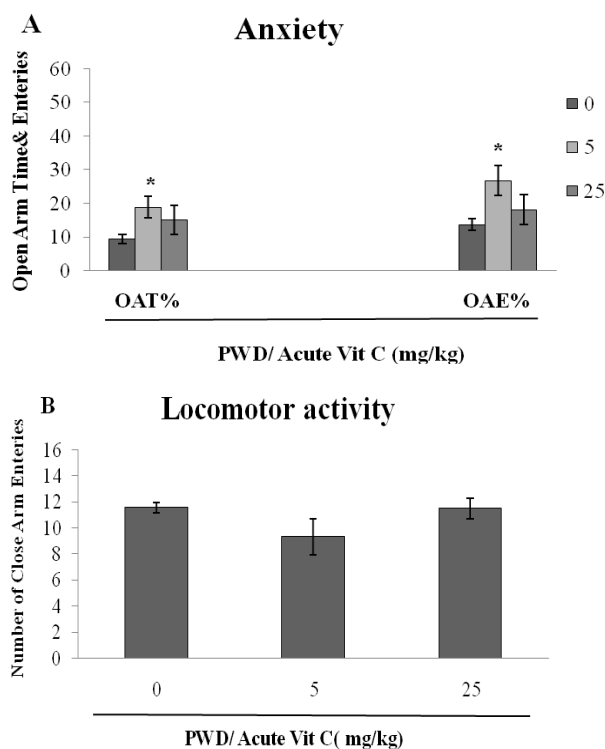 A
Anxiety
Open Arm Time& Enteries
60
50
40
30
20
10
0
*
*
0
5
25
OAT%
OAE%
PWD/ Acute Vit C (mg/kg)
B
Locomotor activity
Number of Close Arm Enteries
16
14
12
10
8
6
4
2
0
0
5
25
PWD/ Acute Vit C( mg/kg)